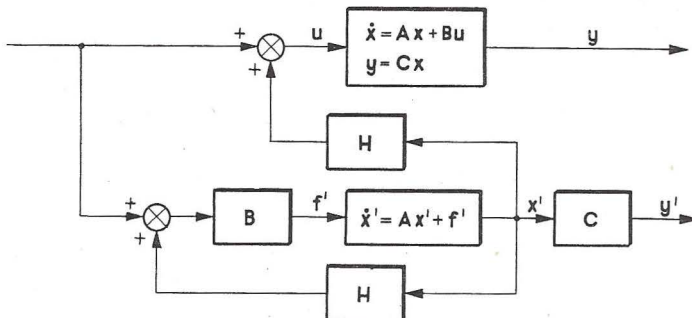 ẋ = Ax + Bu
y = Cx
u
y
+
+
H
+
+
B
f'
ẋ' = Ax' + f'
x'
C
y'
H